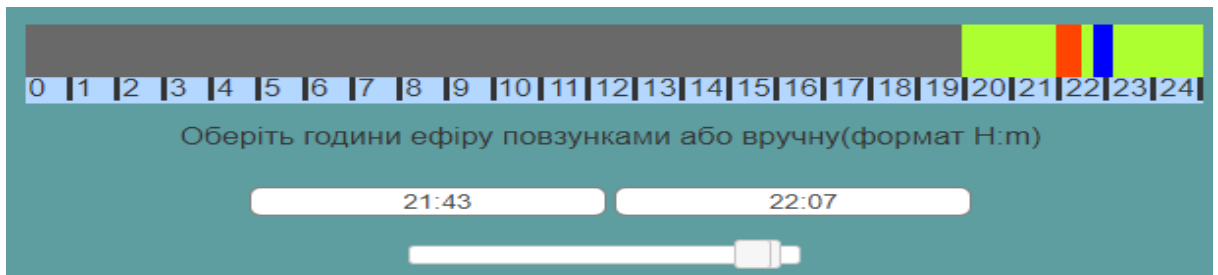 0 1 2 3 4 5 6 7 8 9 10 11 12 13 14 15 16 17 18 19 20 21 22 23 24
Оберіть години ефіру повзунками або вручну(формат H:m)
21:43 22:07